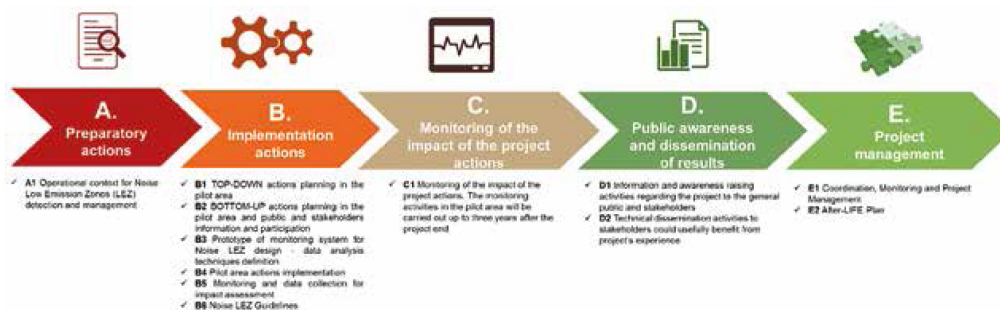 A.
Preparatory
actions
B.
Implementation
actions
C.
Monitoring of the
impact of the project
actions
D.
Public awareness
and dissemination
of results
E.
Project
management
✓ A1 Operational context for Noise
Low Emission Zones (LEZ)
detection and management
✓ B1 TOP-DOWN actions planning in the
pilot area
✓ B2 BOTTOM-UP actions planning in the
pilot area and public and stakeholders
information and participation
✓ B3 Prototype of monitoring system for
Noise LEZ design - data analysis
techniques definition
✓ B4 Pilot area actions implementation
✓ B5 Monitoring and data collection for
impact assessment
✓ B6 Noise LEZ Guidelines
✓ C1 Monitoring of the impact of the
project actions. The monitoring
activities in the pilot area will be
carried out up to three years after the
project end
✓ D1 Information and awareness raising
activities regarding the project to the general
public and stakeholders
✓ D2 Technical dissemination activities to
stakeholders could usefully benefit from
project's experience
✓ E1 Coordination, Monitoring and Project
Management
✓ E2 After-LIFE Plan